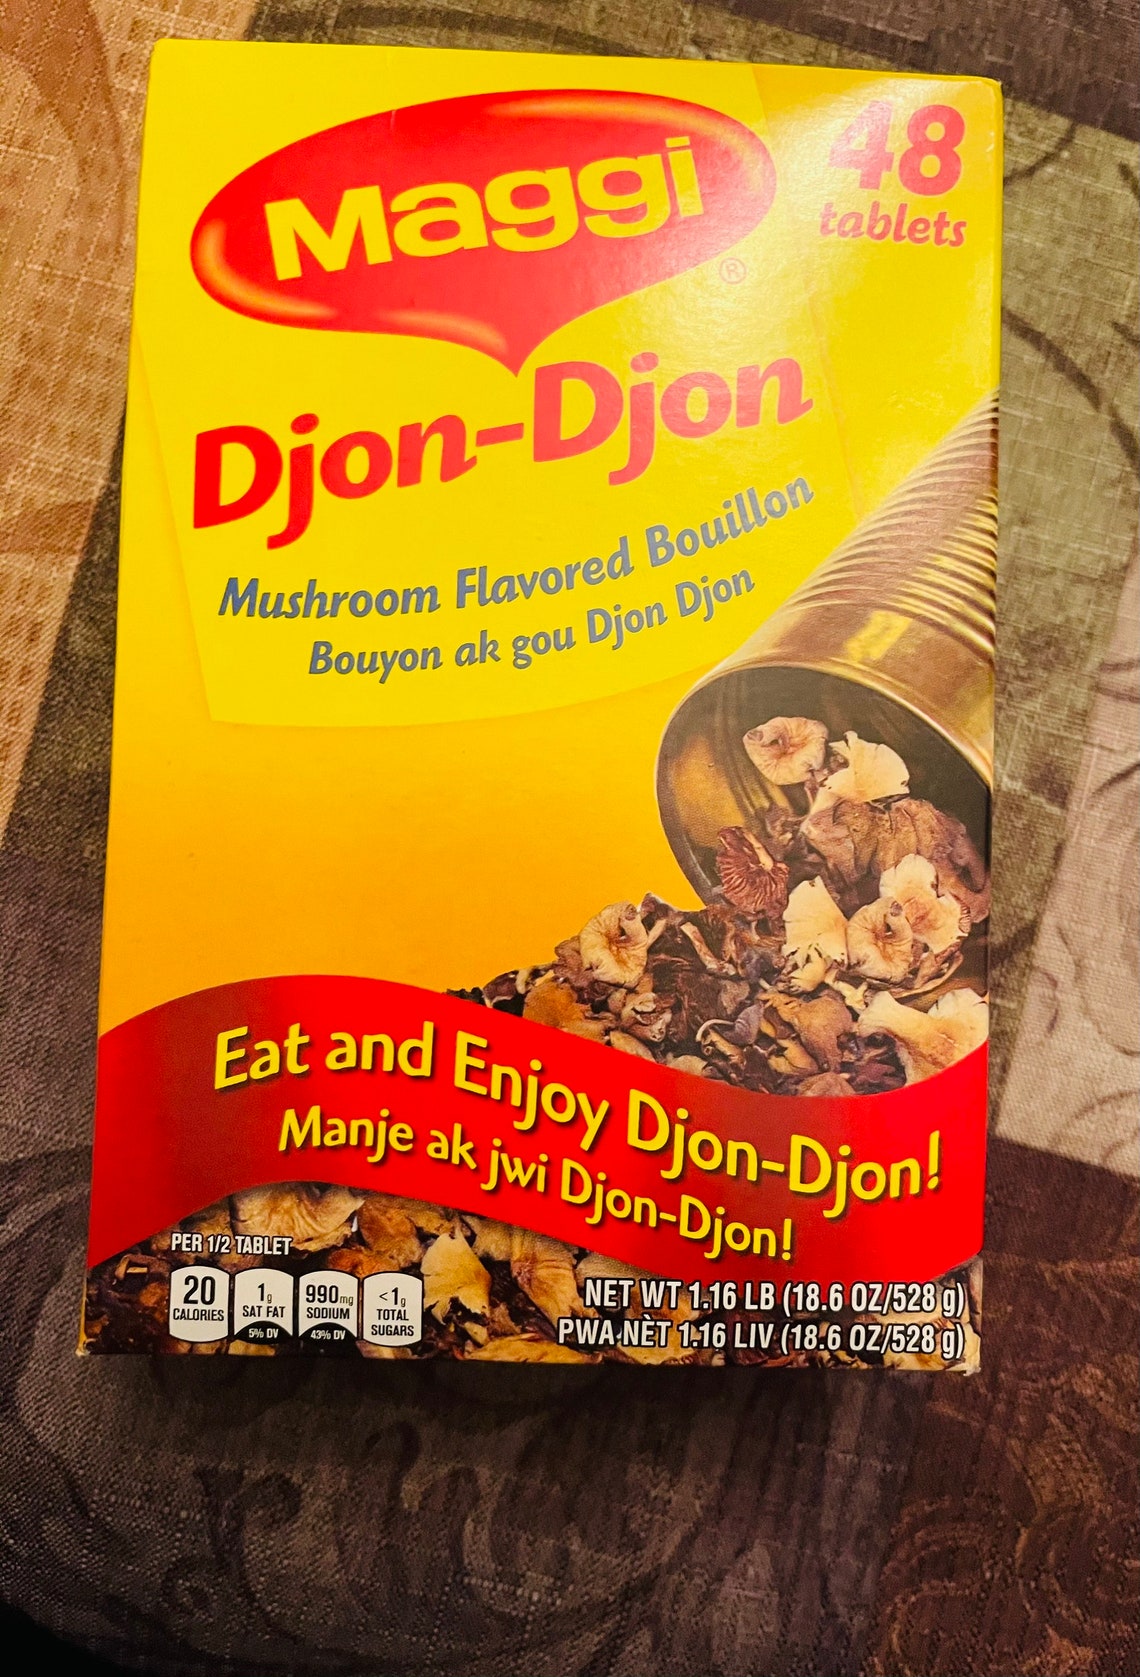 Maggi
®
48
tablets
Djon-Djon
Mushroom Flavored Bouillon
Bouyon ak gou Djon Djon
Eat and Enjoy Djon-Djon!
Manje ak jwi Djon-Djon!
PER 1/2 TABLET
20
CALORIES
1g
SAT FAT
5% DV
990mg
SODIUM
43% DV
<1g
TOTAL
SUGARS
NET WT 1.16 LB (18.6 OZ/528 g)
PWA NÈT 1.16 LIV (18.6 OZ/528 g)